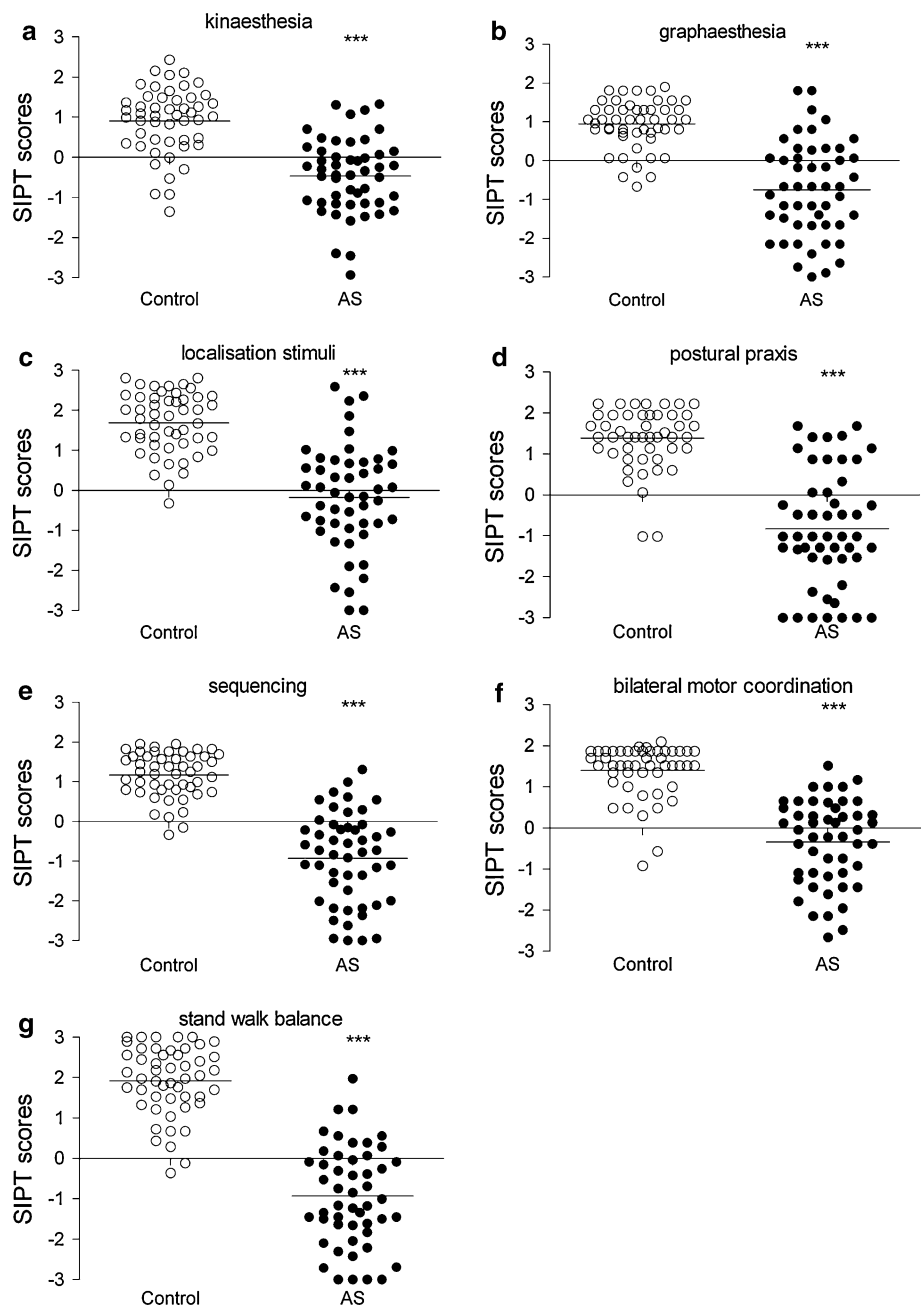 a kinaesthesia
***
3
2
1
0
-1
-2
-3
SIPT scores
Control AS
b graphaesthesia
***
3
2
1
0
-1
-2
-3
SIPT scores
Control AS
c localisation stimuli
***
3
2
1
0
-1
-2
-3
SIPT scores
Control AS
d postural praxis
***
3
2
1
0
-1
-2
-3
SIPT scores
Control AS
e sequencing
***
3
2
1
0
-1
-2
-3
SIPT scores
Control AS
f bilateral motor coordination
***
3
2
1
0
-1
-2
-3
SIPT scores
Control AS
g stand walk balance
***
3
2
1
0
-1
-2
-3
SIPT scores
Control AS